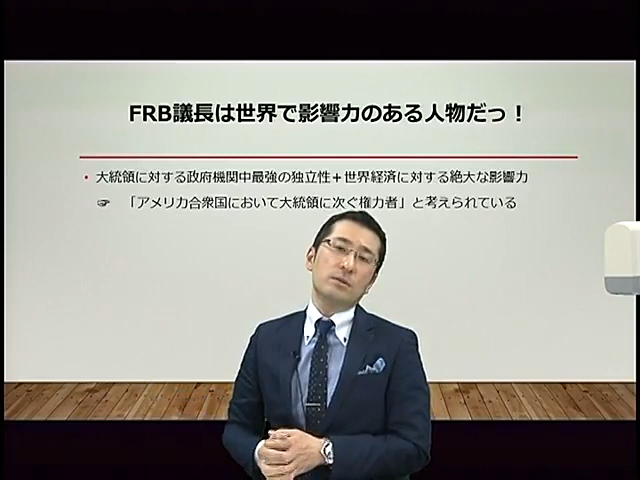 FRB議長は世界で影響力のある人物だっ！
• 大統領に対する政府機関中最強の独立性＋世界経済に対する絶大な影響力
☞ 「アメリカ合衆国において大統領に次ぐ権力者」と考えられている